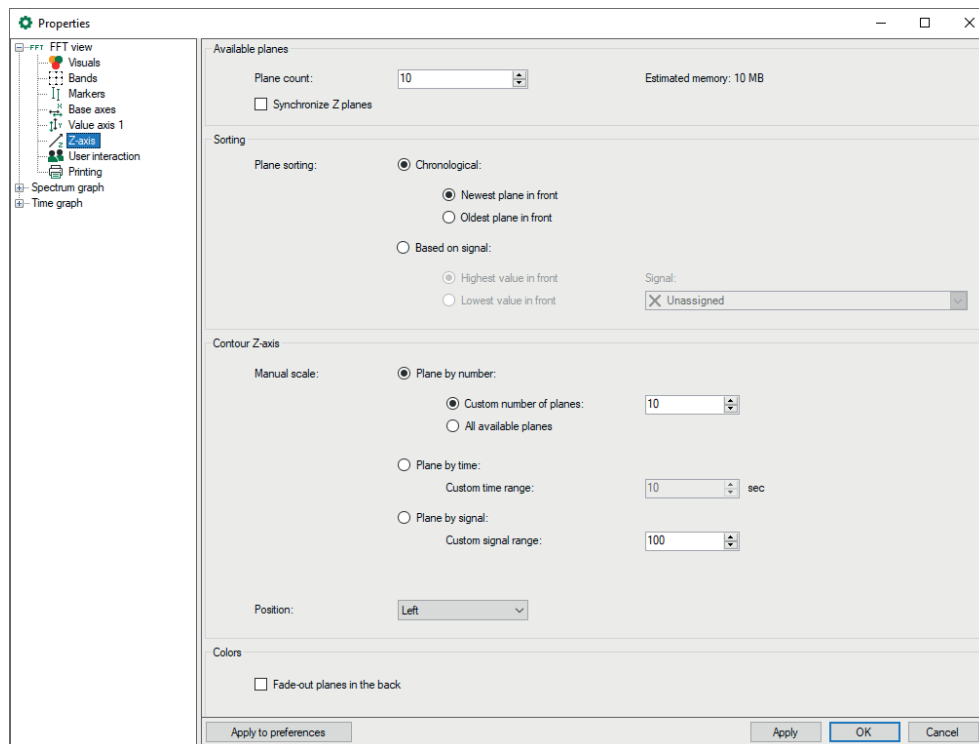 Properties
FFT FFT view
Visuals
Bands
Markers
Base axes
Value axis 1
Z-axis
User interaction
Printing
Spectrum graph
Time graph
Available planes
Plane count: 10 Estimated memory: 10 MB
Synchronize Z planes
Sorting
Plane sorting: Chronological:
Newest plane in front
Oldest plane in front
Based on signal:
Highest value in front Signal:
Lowest value in front Unassigned
Contour Z-axis
Manual scale: Plane by number:
Custom number of planes: 10
All available planes
Plane by time:
Custom time range: 10 sec
Plane by signal:
Custom signal range: 100
Position: Left
Colors
Fade-out planes in the back
Apply to preferences Apply OK Cancel